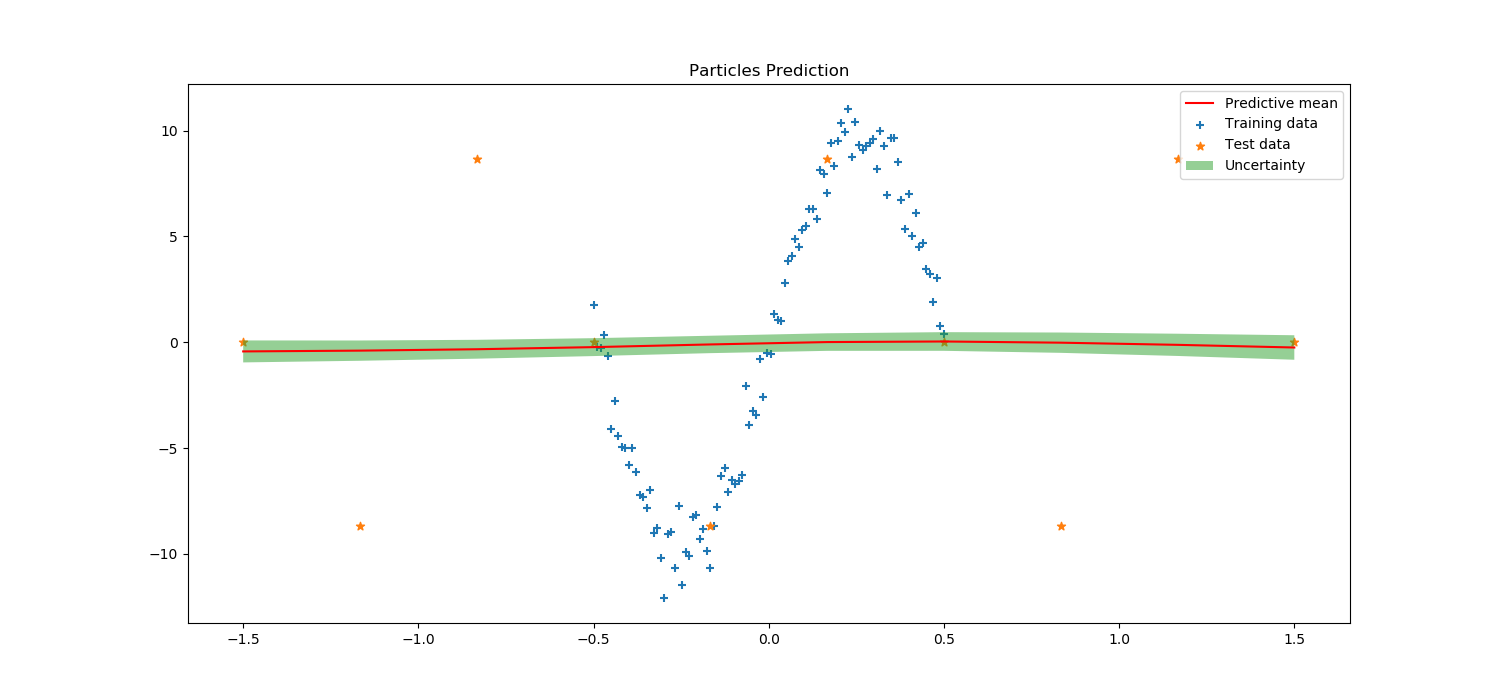 Particles Prediction
Predictive mean
Training data
Test data
Uncertainty
10
5
0
−5
−10
−1.5
−1.0
−0.5
0.0
0.5
1.0
1.5